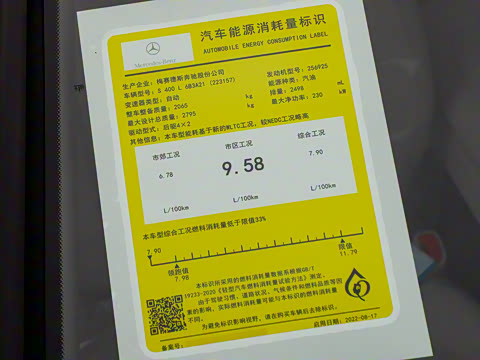 汽车能源消耗量标识
AUTOMOBILE ENERGY CONSUMPTION LABEL
Mercedes-Benz
生产企业: 梅赛德斯奔驰股份公司
车辆型号: S 400 L 6B3A21 (223157)
发动机型号: 256925
变速器类型: 自动
能源种类: 汽油
整车整备质量: 2065 kg
排量: 2498 mL
最大设计总质量: 2795 kg
最大净功率: 230 kW
驱动型式: 后驱4×2
其他信息: 本车型能耗基于新的WLTC工况, 较NEDC工况略高
市郊工况 市区工况 综合工况
6.78 9.58 7.90
L/100km L/100km L/100km
本车型综合工况燃料消耗量低于限值33%
7.90
领跑值 限值
7.98 11.79
本标识所采用的燃料消耗量数据系根据GB/T
19233-2020《轻型汽车燃料消耗量试验方法》测定。
由于驾驶习惯、道路状况、气候条件和燃料品质等因
素的影响, 实际燃料消耗量可能与本标识的燃料消耗量
不同。
为避免标识影响视野, 请在购买车辆后去除标识。
备案号:
启用日期: 2022-08-17